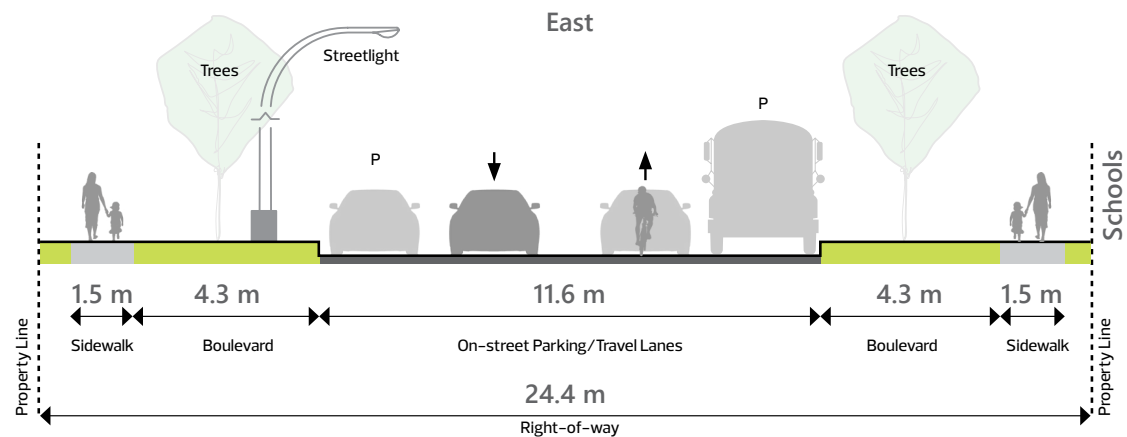 East
Trees
Streetlight
P
P
Trees
Schools
1.5 m
4.3 m
11.6 m
4.3 m
1.5 m
Sidewalk
Boulevard
On-street Parking/Travel Lanes
Boulevard
Sidewalk
Property Line
Property Line
24.4 m
Right-of-way